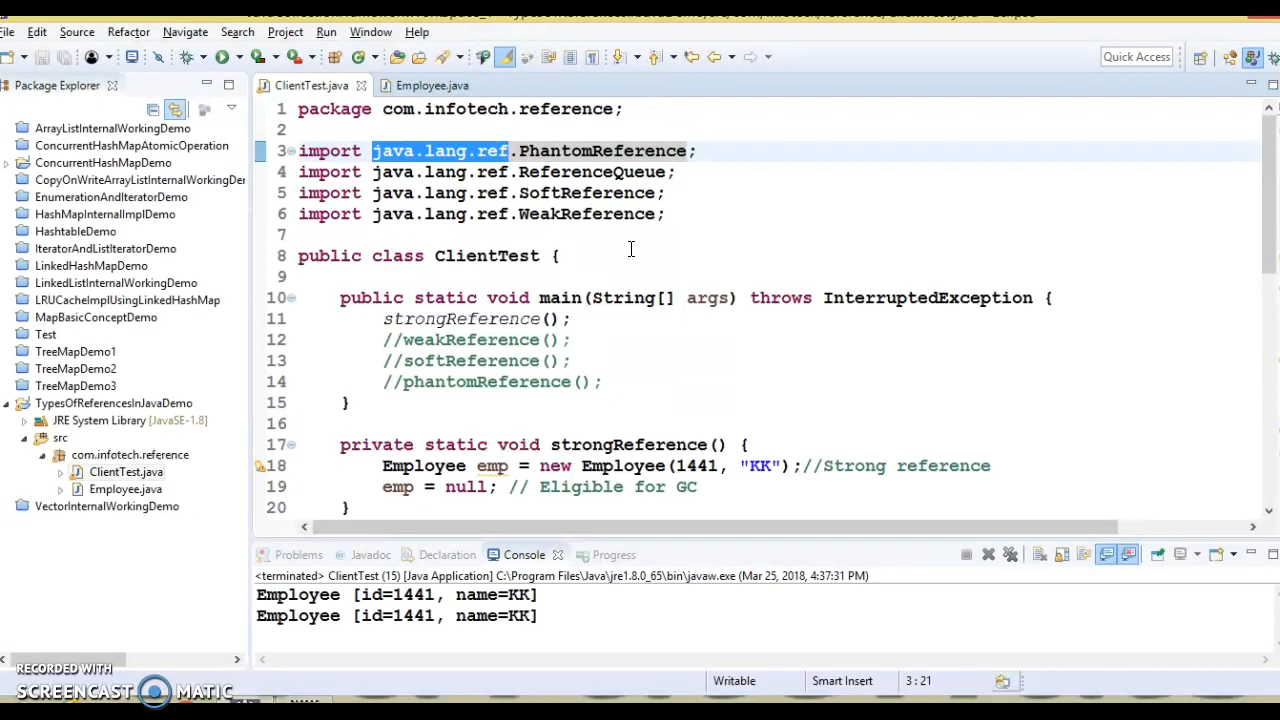 File Edit Source Refactor Navigate Search Project Run Window Help
Quick Access
Package Explorer
ArrayListInternalWorkingDemo
ConcurrentHashMapAtomicOperation
ConcurrentHashMapDemo
CopyOnWriteArrayListInternalWorkingDem
EnumerationAndIteratorDemo
HashMapInternalImplDemo
HashtableDemo
IteratorAndListIteratorDemo
LinkedHashMapDemo
LinkedListInternalWorkingDemo
LRUCacheImplUsingLinkedHashMap
MapBasicConceptDemo
Test
TreeMapDemo1
TreeMapDemo2
TreeMapDemo3
TypesOfReferencesInJavaDemo
JRE System Library [JavaSE-1.8]
src
com.infotech.reference
ClientTest.java
Employee.java
VectorInternalWorkingDemo
ClientTest.java Employee.java
1 package com.infotech.reference;
2
3 import java.lang.ref.PhantomReference;
4 import java.lang.ref.ReferenceQueue;
5 import java.lang.ref.SoftReference;
6 import java.lang.ref.WeakReference;
7
8 public class ClientTest {
9
10 public static void main(String[] args) throws InterruptedException {
11 strongReference();
12 //weakReference();
13 //softReference();
14 //phantomReference();
15 }
16
17 private static void strongReference() {
18 Employee emp = new Employee(1441, "KK");//Strong reference
19 emp = null; // Eligible for GC
20 }
Problems Javadoc Declaration Console Progress
<terminated> ClientTest (15) [Java Application] C:\Program Files\Java\jre1.8.0_65\bin\javaw.exe (Mar 25, 2018, 4:37:31 PM)
Employee [id=1441, name=KK]
Employee [id=1441, name=KK]
Writable Smart Insert 3 : 21
RECORDED WITH
SCREENCAST MATIC